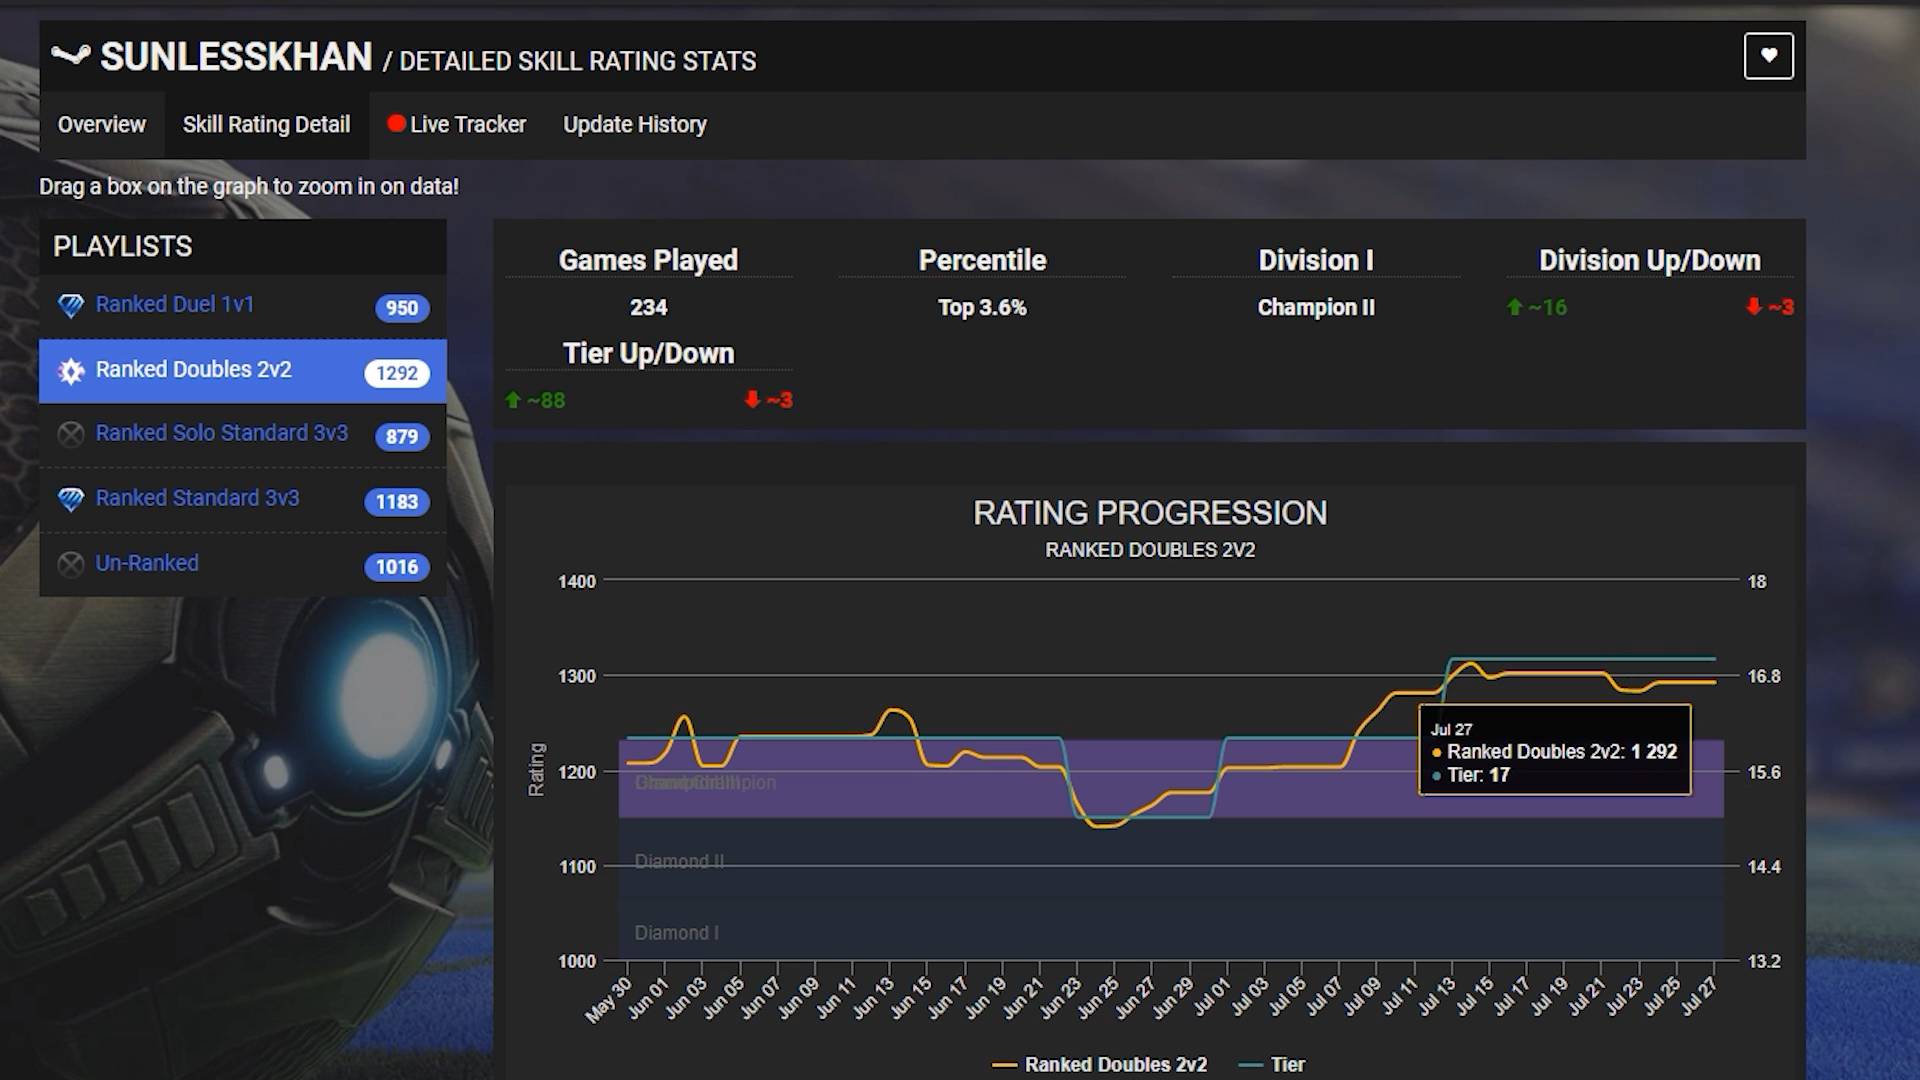 SUNLESSKHAN / DETAILED SKILL RATING STATS
Overview Skill Rating Detail Live Tracker Update History
Drag a box on the graph to zoom in on data!
PLAYLISTS
Ranked Duel 1v1 950
Ranked Doubles 2v2 1292
Ranked Solo Standard 3v3 879
Ranked Standard 3v3 1183
Un-Ranked 1016
Games Played Percentile Division I Division Up/Down
234 Top 3.6% Champion II ~16 ~3
Tier Up/Down
~88 ~3
RATING PROGRESSION
RANKED DOUBLES 2V2
1400 18
1300 16.8
1200 15.6
1100 14.4
1000 13.2
Rating
Diamond II
Diamond I
Jul 27
Ranked Doubles 2v2: 1 292
Tier: 17
May 30 Jun 01 Jun 03 Jun 05 Jun 07 Jun 09 Jun 11 Jun 13 Jun 15 Jun 17 Jun 19 Jun 21 Jun 23 Jun 25 Jun 27 Jun 29 Jul 01 Jul 03 Jul 05 Jul 07 Jul 09 Jul 11 Jul 13 Jul 15 Jul 17 Jul 19 Jul 21 Jul 23 Jul 25 Jul 27
Ranked Doubles 2v2 Tier